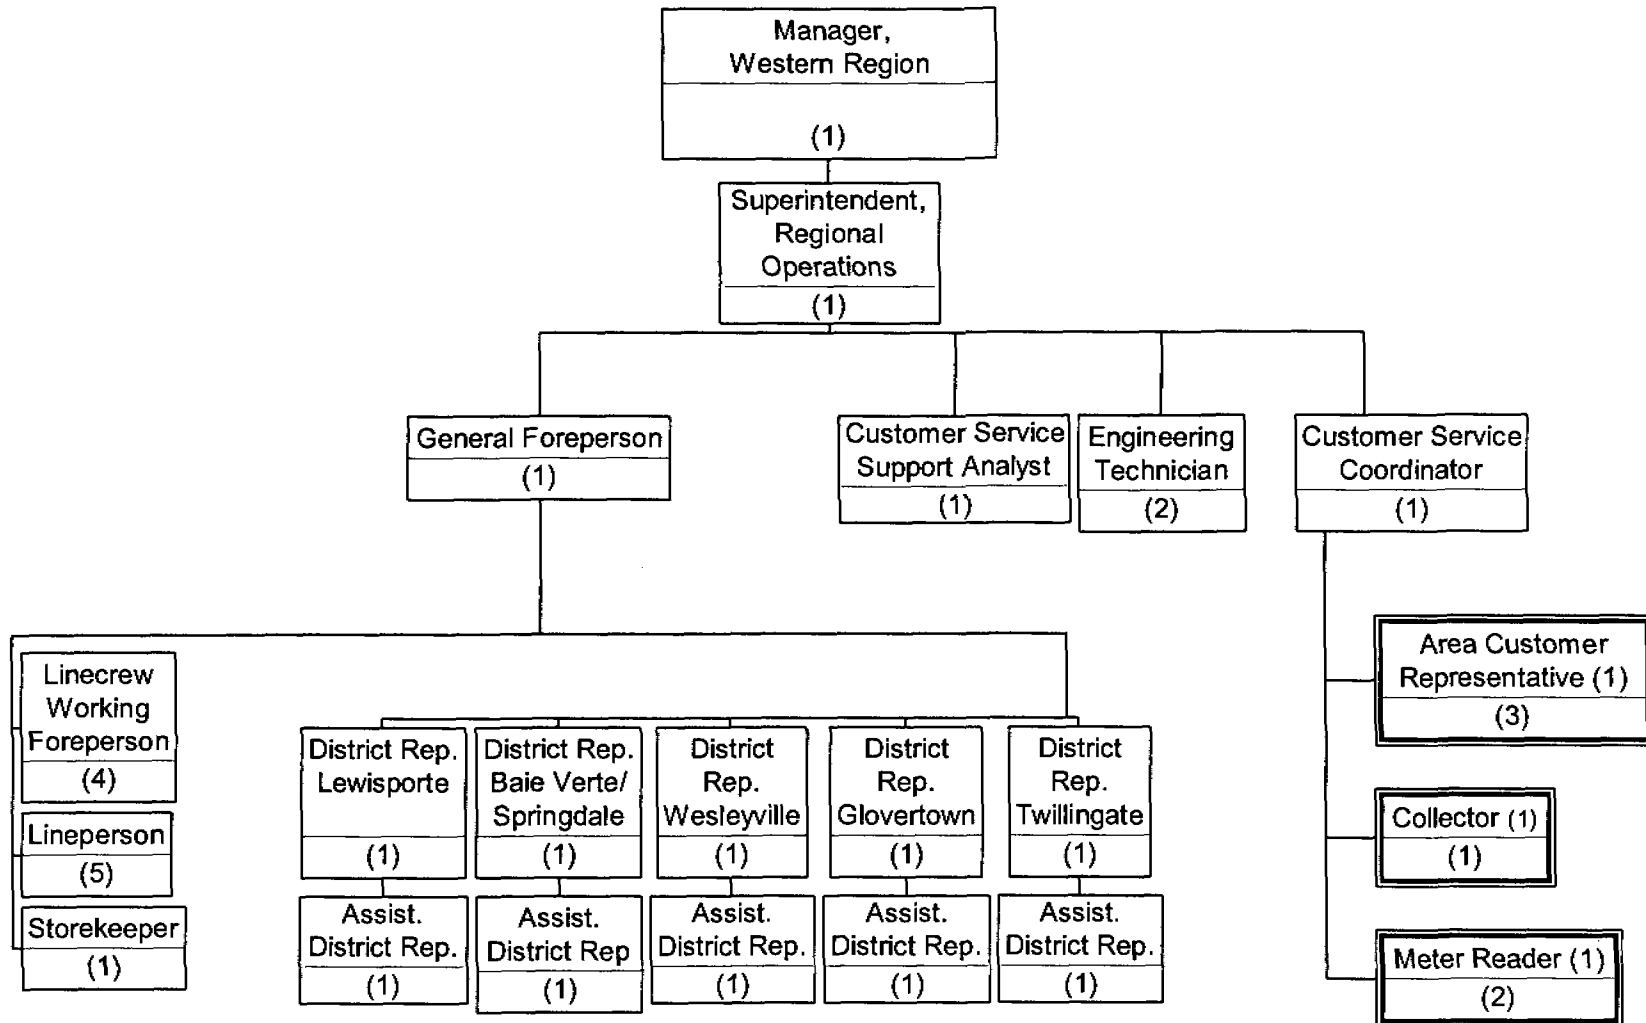 Manager,
Western Region
(1)
Superintendent,
Regional
Operations
(1)
General Foreperson
(1)
Customer Service
Support Analyst
(1)
Engineering
Technician
(2)
Customer Service
Coordinator
(1)
Linecrew
Working
Foreperson
(4)
Lineperson
(5)
Storekeeper
(1)
District Rep.
Lewisporte
(1)
Assist.
District Rep.
(1)
District Rep.
Baie Verte/
Springdale
(1)
Assist.
District Rep
(1)
District
Rep.
Wesleyville
(1)
Assist.
District Rep.
(1)
District
Rep.
Glovertown
(1)
Assist.
District Rep.
(1)
District
Rep.
Twillingate
(1)
Assist.
District Rep.
(1)
Area Customer
Representative (1)
(3)
Collector (1)
(1)
Meter Reader (1)
(2)